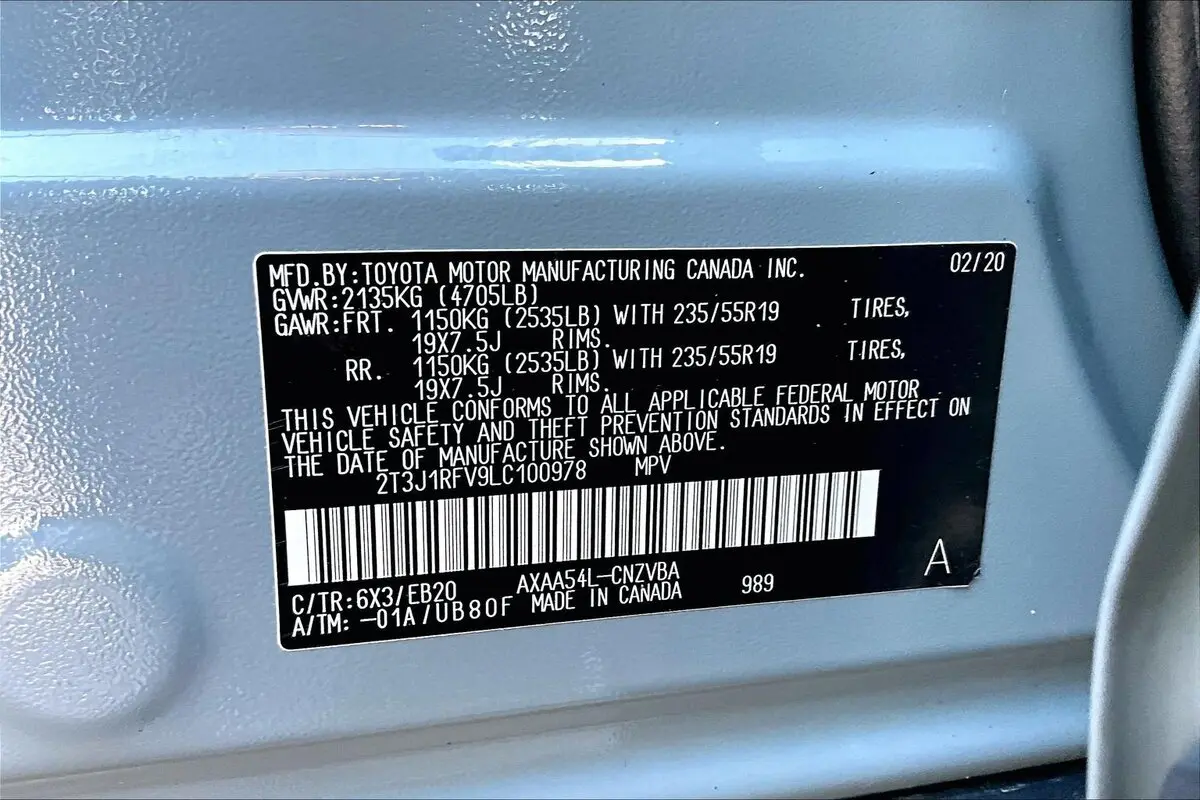 MFD.BY:TOYOTA MOTOR MANUFACTURING CANADA INC. 02/20
GVWR:2135KG (4705LB)
GAWR:FRT. 1150KG (2535LB) WITH 235/55R19 TIRES,
19X7.5J RIMS.
RR. 1150KG (2535LB) WITH 235/55R19 TIRES,
19X7.5J RIMS.
THIS VEHICLE CONFORMS TO ALL APPLICABLE FEDERAL MOTOR
VEHICLE SAFETY AND THEFT PREVENTION STANDARDS IN EFFECT ON
THE DATE OF MANUFACTURE SHOWN ABOVE.
2T3J1RFV9LC100978 MPV
A
C/TR:6X3/EB20 AXAA54L-CNZVBA 989
A/TM: -01A/UB80F MADE IN CANADA